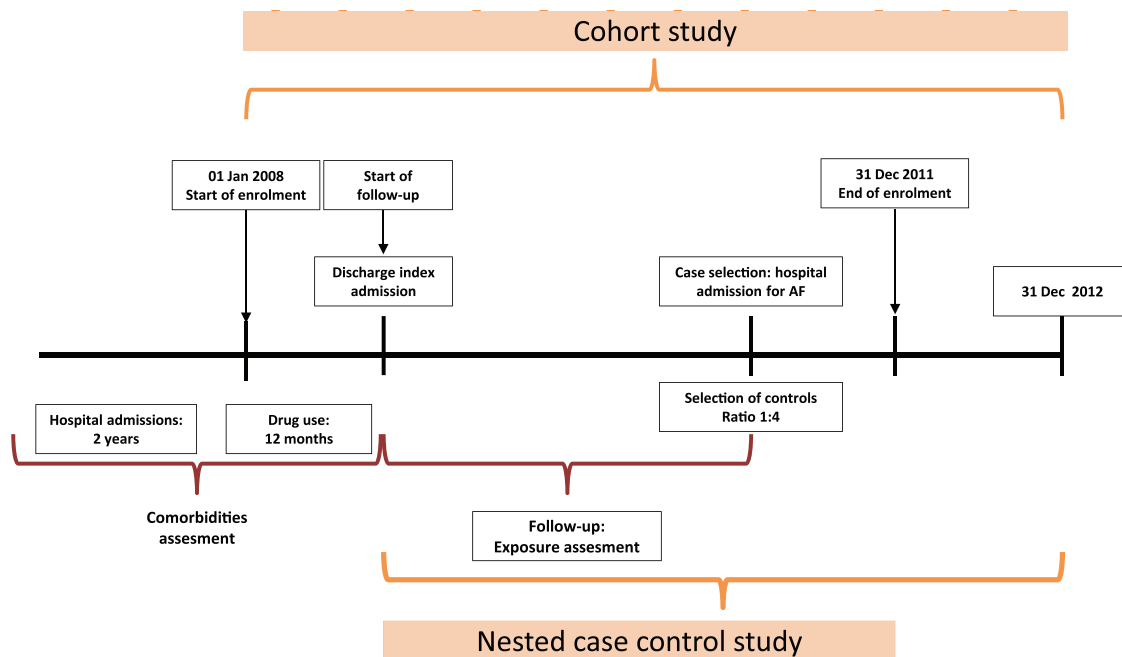 Cohort study
01 Jan 2008
Start of enrolment
Start of
follow-up
31 Dec 2011
End of enrolment
Discharge index
admission
Case selection: hospital
admission for AF
31 Dec 2012
Selection of controls
Ratio 1:4
Hospital admissions:
2 years
Drug use:
12 months
Comorbidities
assesment
Follow-up:
Exposure assesment
Nested case control study